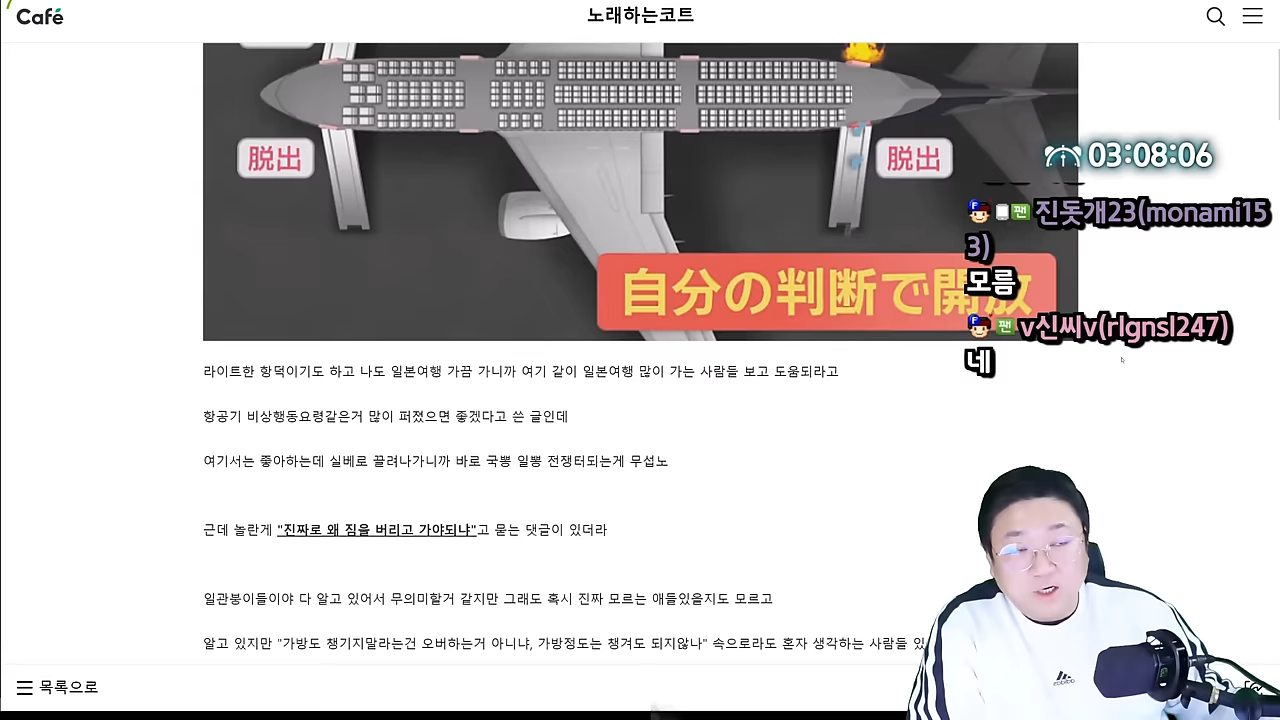 Café
노래하는코트
脱出
脱出
03:08:06
팬 진돗개23(monami15
3)
모름
自分の判断で開放
팬 v신씨v(rlgnsl247)
네
라이트한 항덕이기도 하고 나도 일본여행 가끔 가니까 여기 같이 일본여행 많이 가는 사람들 보고 도움되라고
항공기 비상행동요령같은거 많이 퍼졌으면 좋겠다고 쓴 글인데
여기서는 좋아하는데 실베로 끌려나가니까 바로 국뽕 일뽕 전쟁터되는게 무섭노
근데 놀란게 "진짜로 왜 짐을 버리고 가야되냐"고 묻는 댓글이 있더라
일관붕이들이야 다 알고 있어서 무의미할거 같지만 그래도 혹시 진짜 모르는 애들있을지도 모르고
알고 있지만 "가방도 챙기지말라는건 오버하는거 아니냐, 가방정도는 챙겨도 되지않나" 속으로라도 혼자 생각하는 사람들 있
목록으로